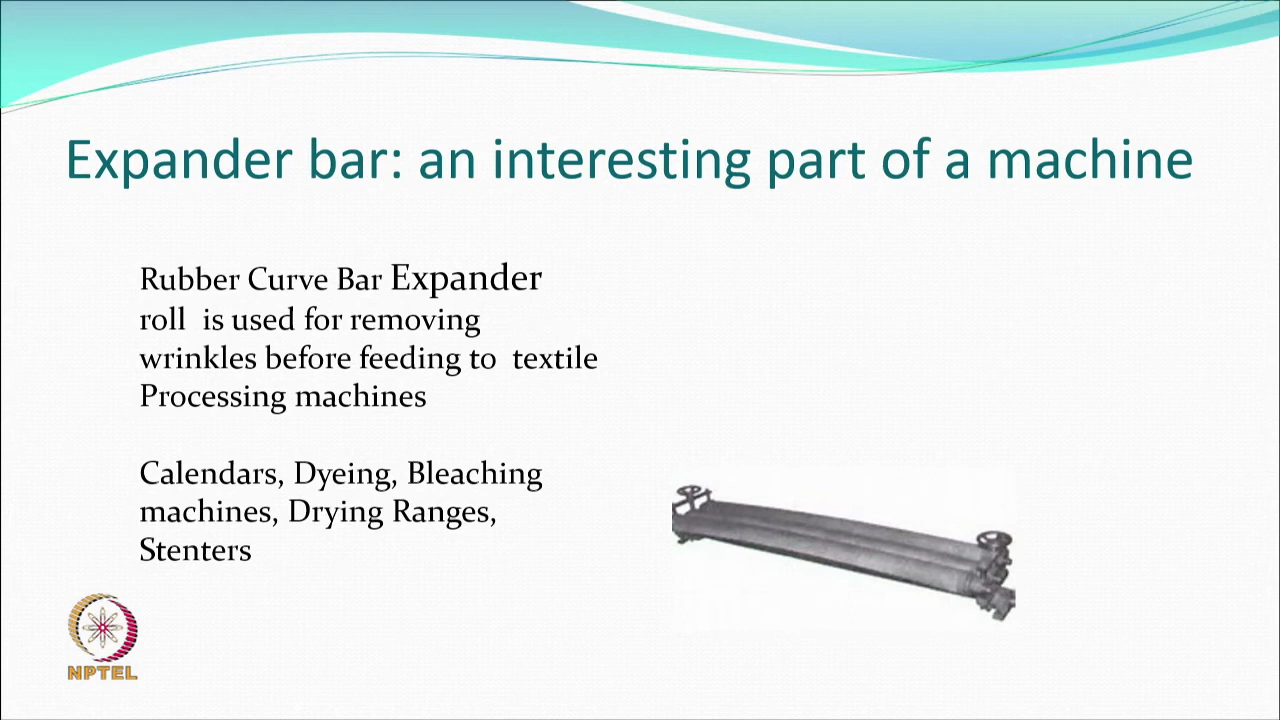 Expander bar: an interesting part of a machine
Rubber Curve Bar Expander
roll is used for removing
wrinkles before feeding to textile
Processing machines
Calendars, Dyeing, Bleaching
machines, Drying Ranges,
Stenters
NPTEL